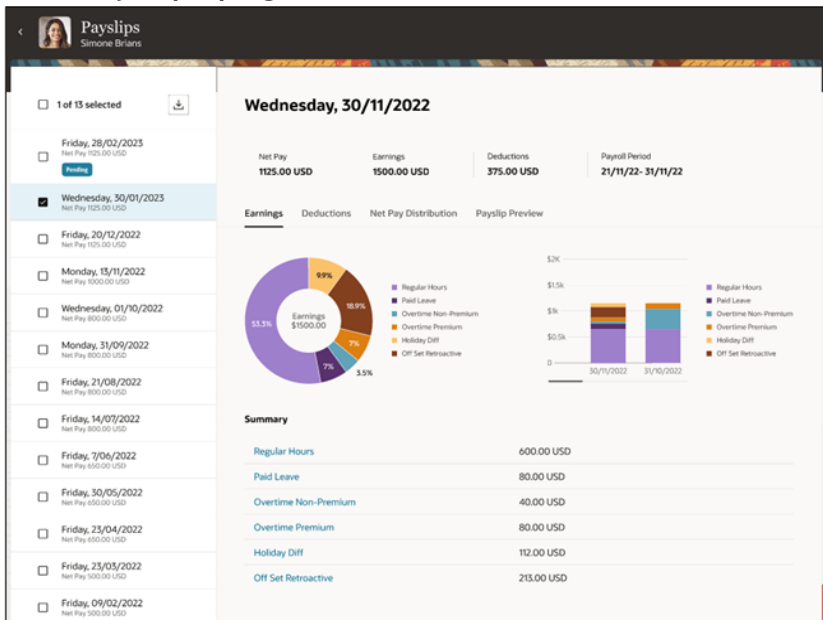 Payslips
Simone Brians
1 of 13 selected
Friday, 28/02/2023
Net Pay 1125.00 USD
Pending
Wednesday, 30/01/2023
Net Pay 1125.00 USD
Friday, 20/12/2022
Net Pay 1125.00 USD
Monday, 13/11/2022
Net Pay 1000.00 USD
Wednesday, 01/10/2022
Net Pay 800.00 USD
Monday, 31/09/2022
Net Pay 800.00 USD
Friday, 21/08/2022
Net Pay 800.00 USD
Friday, 14/07/2022
Net Pay 800.00 USD
Friday, 7/06/2022
Net Pay 650.00 USD
Friday, 30/05/2022
Net Pay 650.00 USD
Friday, 23/04/2022
Net Pay 650.00 USD
Friday, 23/03/2022
Net Pay 500.00 USD
Friday, 09/02/2022
Net Pay 500.00 USD
Wednesday, 30/11/2022
Net Pay Earnings Deductions Payroll Period
1125.00 USD 1500.00 USD 375.00 USD 21/11/22- 31/11/22
Earnings Deductions Net Pay Distribution Payslip Preview
9.9%
18.9%
7%
3.5%
7%
53.3%
Earnings
$1500.00
Regular Hours
Paid Leave
Overtime Non-Premium
Overtime Premium
Holiday Diff
Off Set Retroactive
$2K
$1.5k
$1k
$0.5k
0
30/11/2022 31/10/2022
Regular Hours
Paid Leave
Overtime Non-Premium
Overtime Premium
Holiday Diff
Off Set Retroactive
Summary
Regular Hours 600.00 USD
Paid Leave 80.00 USD
Overtime Non-Premium 40.00 USD
Overtime Premium 80.00 USD
Holiday Diff 112.00 USD
Off Set Retroactive 213.00 USD